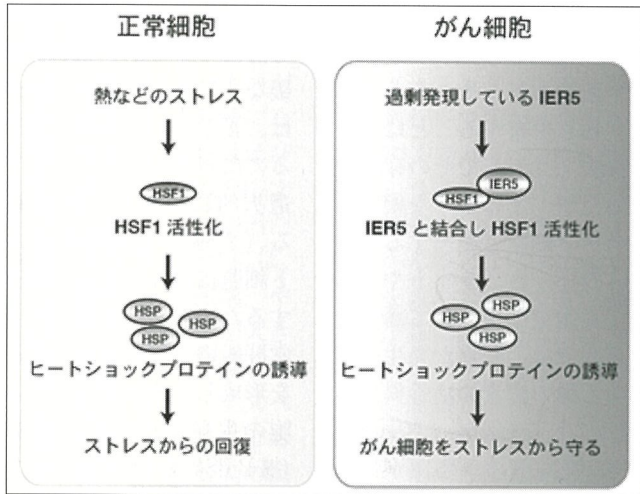 正常細胞
熱などのストレス
HSF1
HSF1 活性化
HSP
HSP
HSP
ヒートショックプロテインの誘導
ストレスからの回復
がん細胞
過剰発現している IER5
IER5
HSF1
IER5 と結合し HSF1 活性化
HSP
HSP
HSP
ヒートショックプロテインの誘導
がん細胞をストレスから守る